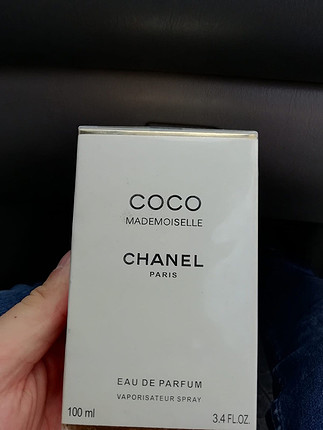 COCO
MADEMOISELLE
CHANEL
PARIS
EAU DE PARFUM
VAPORISATEUR SPRAY
100 ml
3.4 FL.OZ.